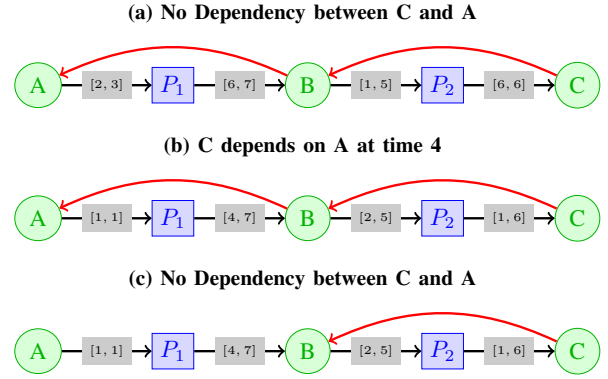 (a) No Dependency between C and A
A [2, 3] P₁ [6, 7] B [1, 5] P₂ [6, 6] C
(b) C depends on A at time 4
A [1, 1] P₁ [4, 7] B [2, 5] P₂ [1, 6] C
(c) No Dependency between C and A
A [1, 1] P₁ [4, 7] B [2, 5] P₂ [1, 6] C